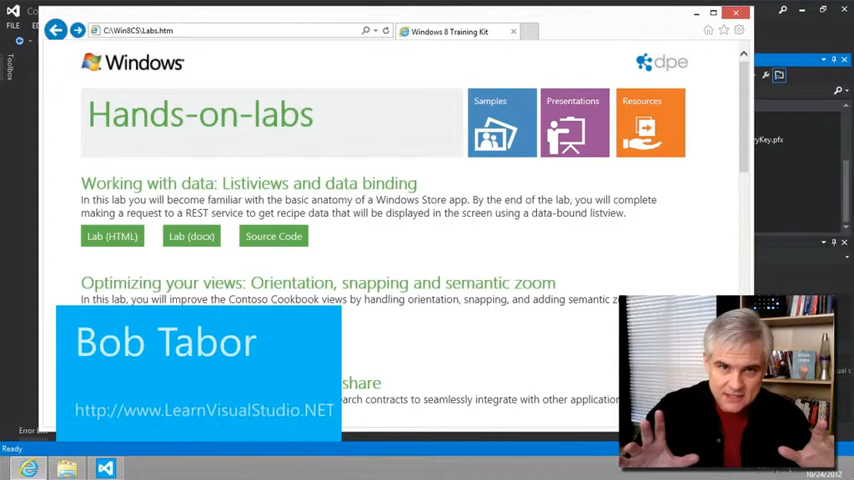 C:\Win8CS\Labs.htm
Windows 8 Training Kit
FILE
Toolbox
Windows
dpe
Hands-on-labs
Samples
Presentations
Resources
Working with data: Listviews and data binding
In this lab you will become familiar with the basic anatomy of a Windows Store app. By the end of the lab, you will complete
making a request to a REST service to get recipe data that will be displayed in the screen using a data-bound listview.
Lab (HTML)
Lab (docx)
Source Code
Optimizing your views: Orientation, snapping and semantic zoom
In this lab, you will improve the Contoso Cookbook views by handling orientation, snapping, and adding semantic
Bob Tabor
http://www.LearnVisualStudio.NET
share
contracts to seamlessly integrate with other
Error
Ready
10/24/2012